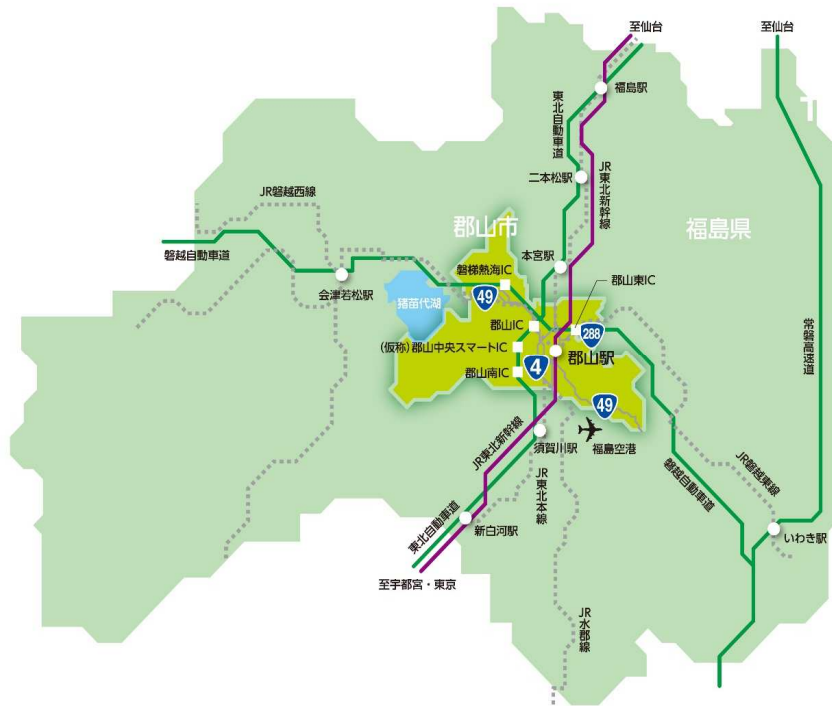 至仙台
至仙台
福島駅
東北自動車道
JR東北新幹線
二本松駅
JR磐越西線
郡山市
福島県
本宮駅
磐越自動車道
会津若松駅
猪苗代湖
磐梯熱海IC
49
郡山東IC
郡山IC
288
常磐高速道
(仮称)郡山中央スマートIC
郡山駅
4
郡山南IC
49
JR東北新幹線
須賀川駅
福島空港
JR磐越東線
磐越自動車道
JR東北本線
東北自動車道
新白河駅
いわき駅
至宇都宮・東京
JR水郡線